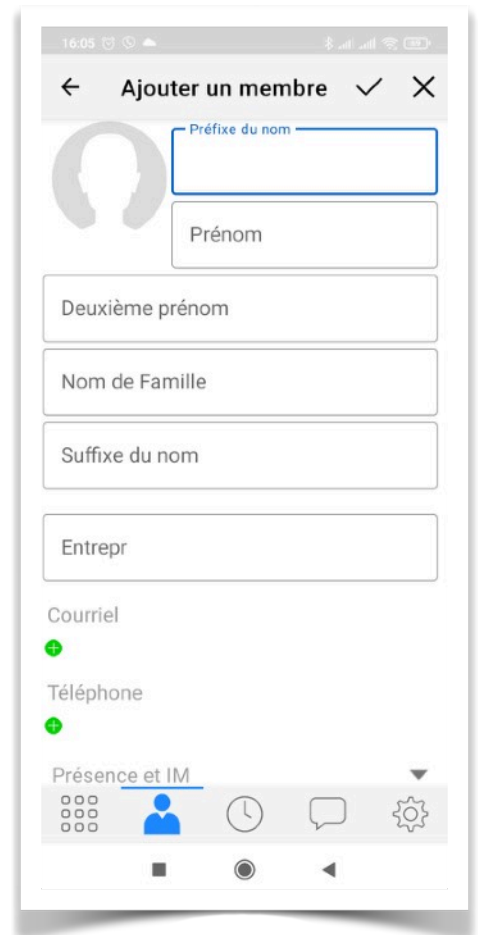 16:05
Ajouter un membre
Préfixe du nom
Prénom
Deuxième prénom
Nom de Famille
Suffixe du nom
Entrepr
Courriel
Téléphone
Présence et IM